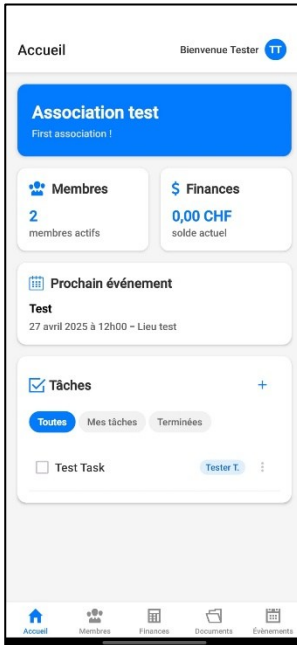 Accueil
Bienvenue Tester TT
Association test
First association !
Membres
2
membres actifs
$ Finances
0,00 CHF
solde actuel
Prochain événement
Test
27 avril 2025 à 12h00 - Lieu test
Tâches +
Toutes Mes tâches Terminées
Test Task Tester T.
Accueil Membres Finances Documents Évènements